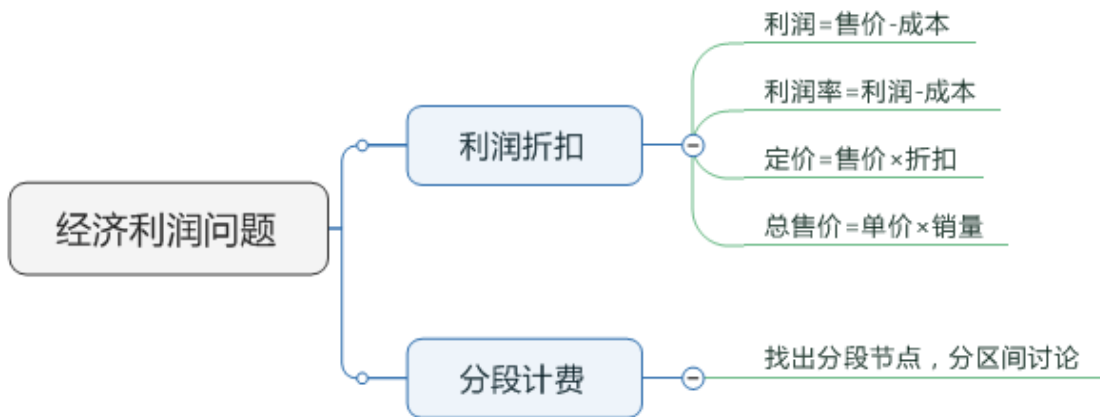 经济利润问题
利润折扣
利润=售价-成本
利润率=利润-成本
定价=售价×折扣
总售价=单价×销量
分段计费
找出分段节点，分区间讨论